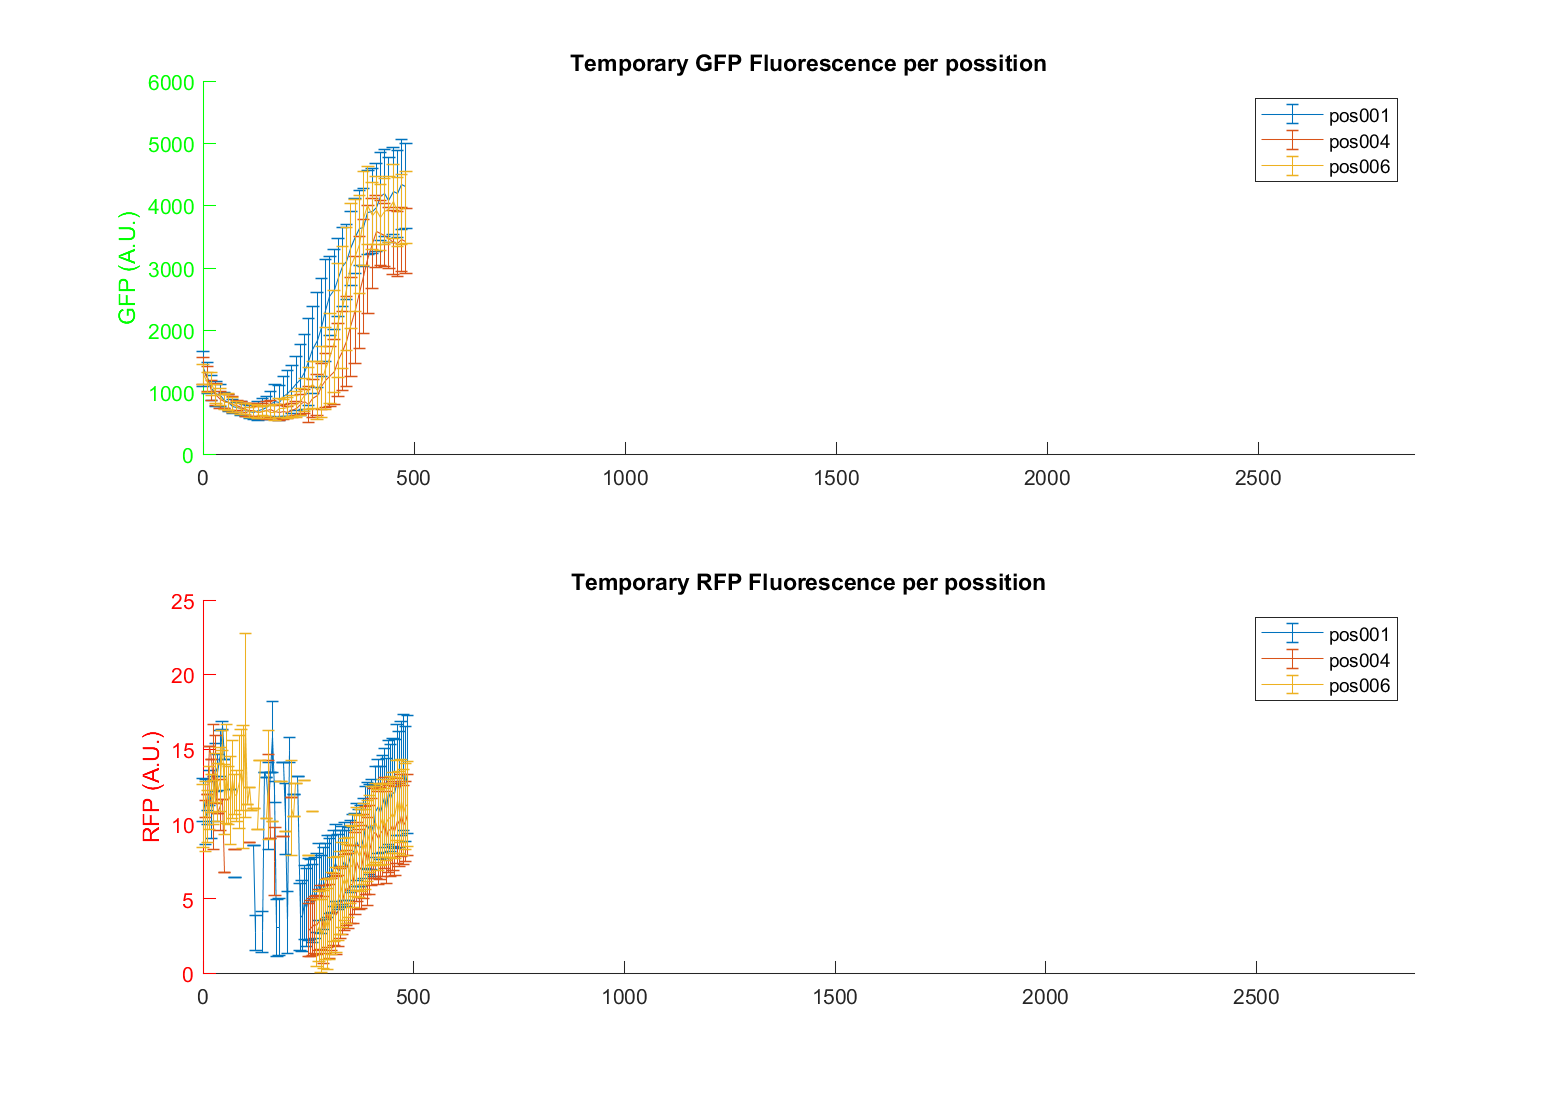 Temporary GFP Fluorescence per possition
6000
5000
4000
3000
2000
1000
0
GFP (A.U.)
0 500 1000 1500 2000 2500
pos001
pos004
pos006
Temporary RFP Fluorescence per possition
25
20
15
10
5
0
RFP (A.U.)
0 500 1000 1500 2000 2500
pos001
pos004
pos006